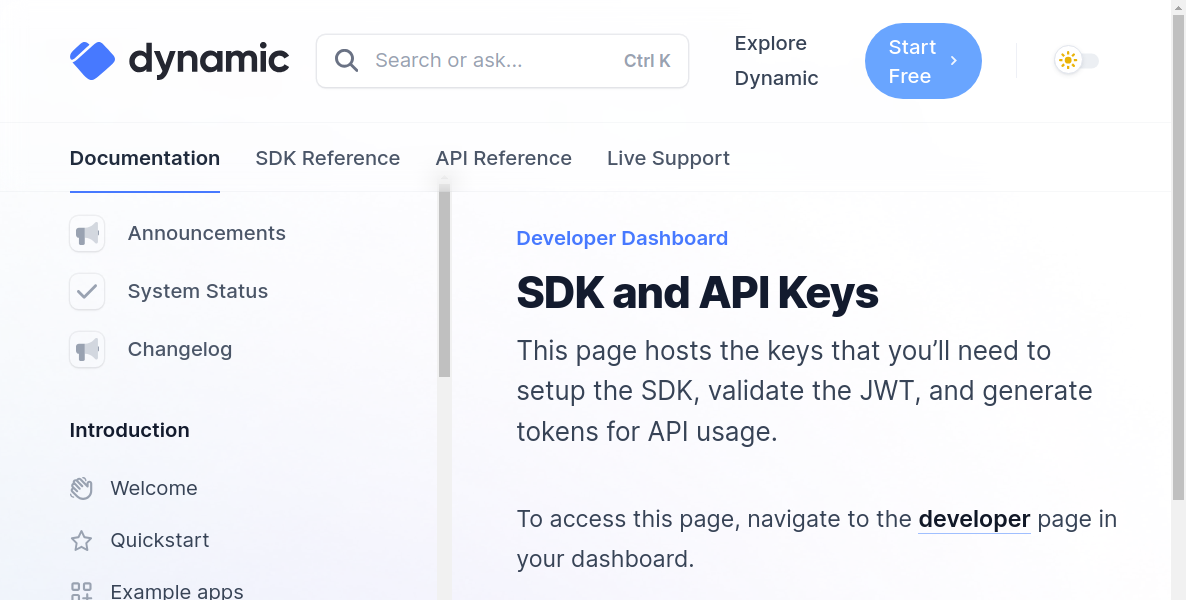 dynamic
Search or ask...
Ctrl K
Explore
Dynamic
Start
Free
Documentation
SDK Reference
API Reference
Live Support
Announcements
System Status
Changelog
Introduction
Welcome
Quickstart
Example apps
Developer Dashboard
SDK and API Keys
This page hosts the keys that you’ll need to
setup the SDK, validate the JWT, and generate
tokens for API usage.
To access this page, navigate to the developer page in
your dashboard.